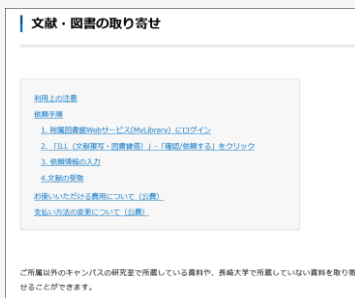 文献・図書の取り寄せ
利用上の注意
依頼手順
1. 附属図書館Webサービス(MyLibrary) にログイン
2. 「ILL（文献複写・図書貸借）」-「確認/依頼する」をクリック
3. 依頼情報の入力
4.文献の受取
お使いいただける費用について（公費）
支払い方法の変更について（公費）
ご所属以外のキャンパスの研究室で所蔵している資料や、長崎大学で所蔵していない資料を取り寄
せることができます。